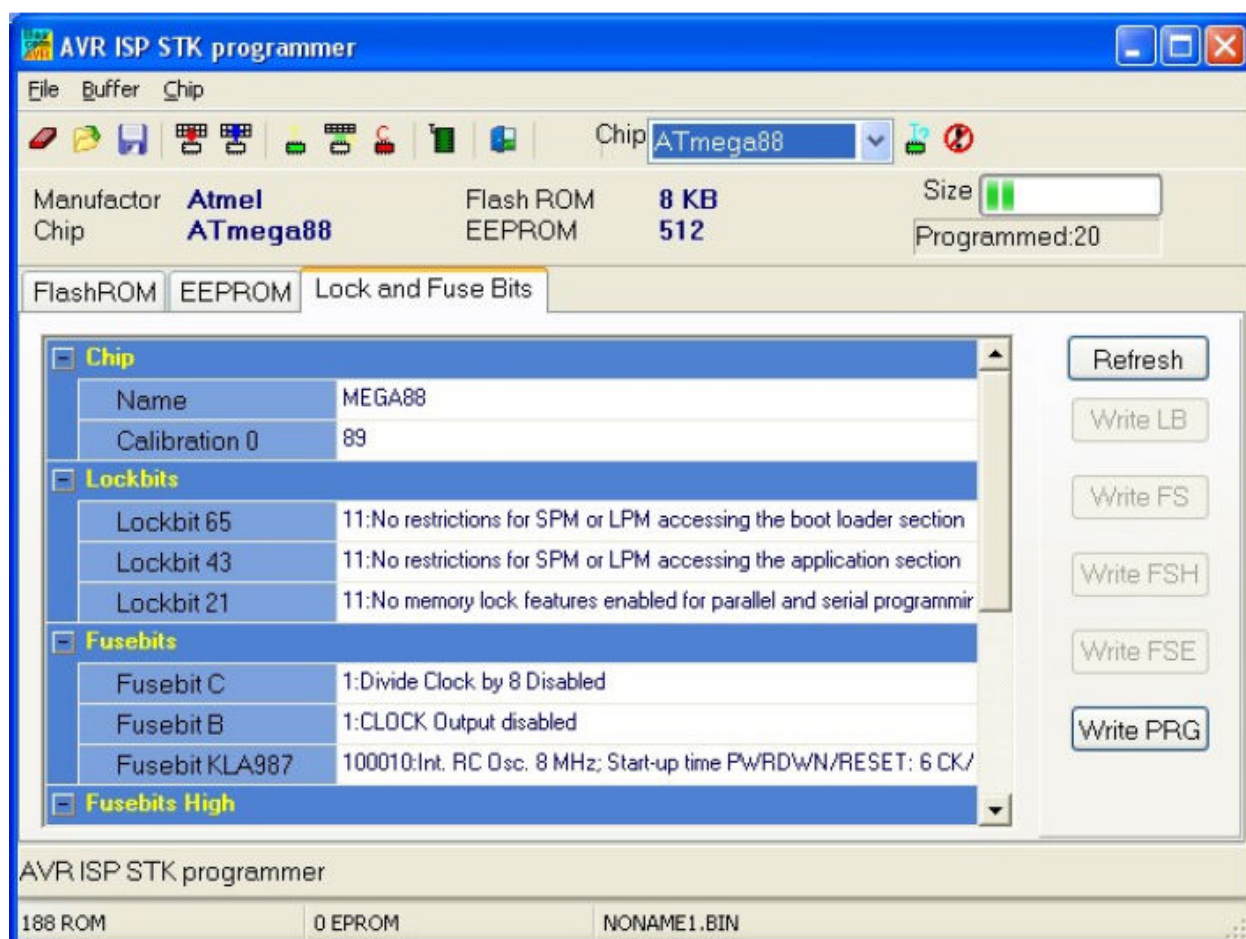 AVR ISP STK programmer
File Buffer Chip
Chip ATmega88
Manufactor Atmel Flash ROM 8 KB Size
Chip ATmega88 EEPROM 512 Programmed:20
FlashROM EEPROM Lock and Fuse Bits
Chip Refresh
Name MEGA88
Calibration 0 89 Write LB
Lockbits
Lockbit 65 11:No restrictions for SPM or LPM accessing the boot loader section Write FS
Lockbit 43 11:No restrictions for SPM or LPM accessing the application section Write FSH
Lockbit 21 11:No memory lock features enabled for parallel and serial programmir
Fusebits Write FSE
Fusebit C 1:Divide Clock by 8 Disabled
Fusebit B 1:CLOCK Output disabled Write PRG
Fusebit KLA987 100010:Int. RC Osc. 8 MHz; Start-up time PWRDWN/RESET: 6 CK/
Fusebits High
AVR ISP STK programmer
188 ROM 0 EPROM NONAME1.BIN